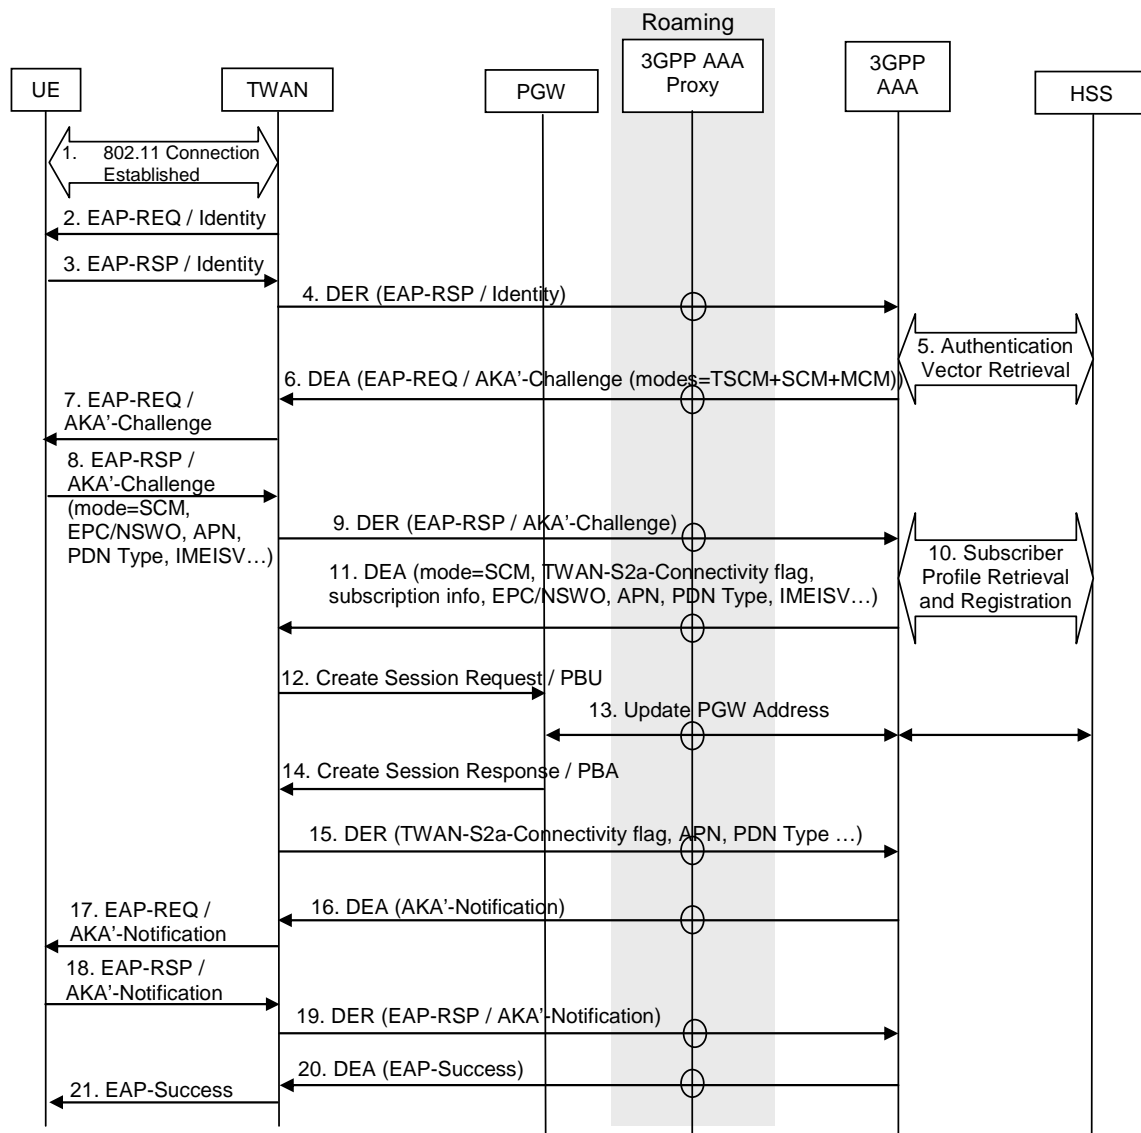 Roaming
UE
TWAN
PGW
3GPP AAA
Proxy
3GPP
AAA
HSS
1. 802.11 Connection
Established
2. EAP-REQ / Identity
3. EAP-RSP / Identity
4. DER (EAP-RSP / Identity)
5. Authentication
Vector Retrieval
6. DEA (EAP-REQ / AKA’-Challenge (modes=TSCM+SCM+MCM))
7. EAP-REQ /
AKA’-Challenge
8. EAP-RSP /
AKA’-Challenge
(mode=SCM,
EPC/NSWO, APN,
PDN Type, IMEISV…)
9. DER (EAP-RSP / AKA’-Challenge)
10. Subscriber
Profile Retrieval
and Registration
11. DEA (mode=SCM, TWAN-S2a-Connectivity flag,
subscription info, EPC/NSWO, APN, PDN Type, IMEISV…)
12. Create Session Request / PBU
13. Update PGW Address
14. Create Session Response / PBA
15. DER (TWAN-S2a-Connectivity flag, APN, PDN Type …)
16. DEA (AKA’-Notification)
17. EAP-REQ /
AKA’-Notification
18. EAP-RSP /
AKA’-Notification
19. DER (EAP-RSP / AKA’-Notification)
20. DEA (EAP-Success)
21. EAP-Success